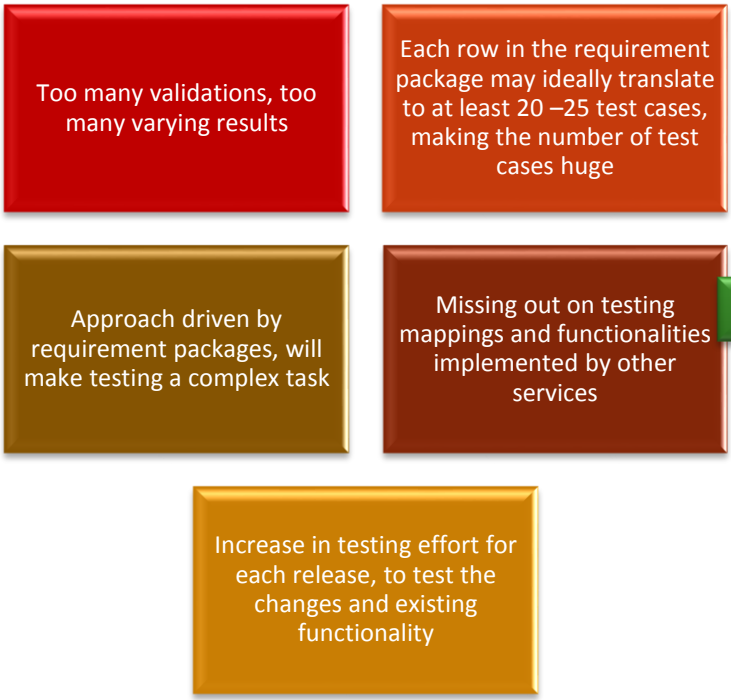 Too many validations, too
many varying results
Each row in the requirement
package may ideally translate
to at least 20 –25 test cases,
making the number of test
cases huge
Approach driven by
requirement packages, will
make testing a complex task
Missing out on testing
mappings and functionalities
implemented by other
services
Increase in testing effort for
each release, to test the
changes and existing
functionality